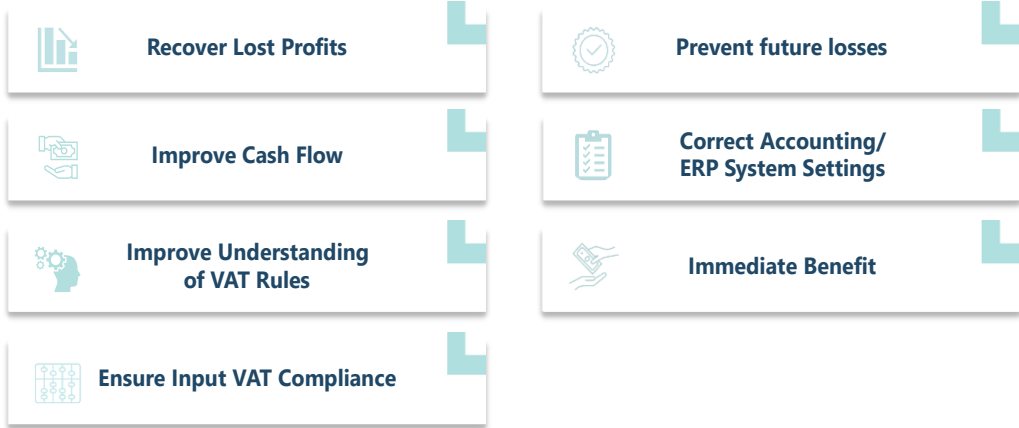 Recover Lost Profits
Prevent future losses
Improve Cash Flow
Correct Accounting/
ERP System Settings
Improve Understanding
of VAT Rules
Immediate Benefit
Ensure Input VAT Compliance